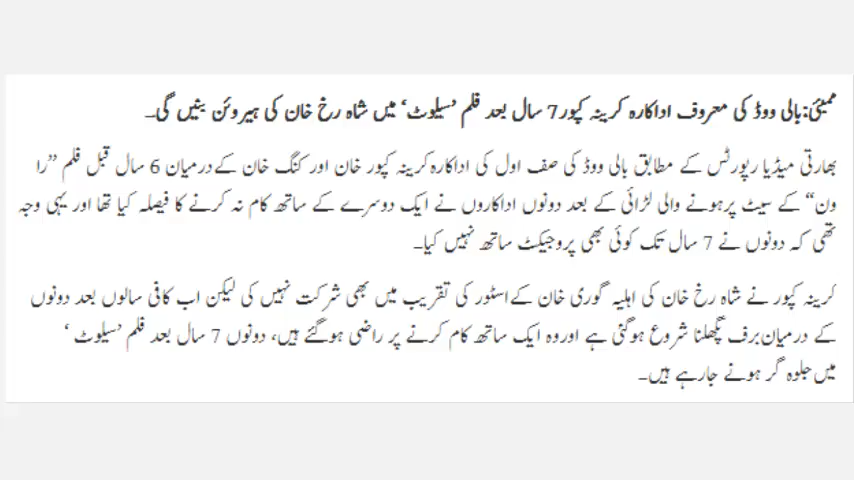 ممبئی:بالی ووڈ کی معروف اداکارہ کرینہ کپور7 سال بعد فلم ’سیلوٹ‘ میں شاہ رخ خان کی ہیروئن بنیں گی۔
بھارتی میڈیا رپورٹس کے مطابق بالی ووڈ کی صف اول کی اداکارہ کرینہ کپور خان اور کنگ خان کے درمیان 6 سال قبل فلم ”را
ون“ کے سیٹ پر ہونے والی لڑائی کے بعد دونوں اداکاروں نے ایک دوسرے کے ساتھ کام نہ کرنے کا فیصلہ کیا تھا اور یہی وجہ
تھی کہ دونوں نے 7 سال تک کوئی بھی پروجیکٹ ساتھ نہیں کیا۔
کرینہ کپور نے شاہ رخ خان کی اہلیہ گوری خان کے اسٹور کی تقریب میں بھی شرکت نہیں کی لیکن اب کافی سالوں بعد دونوں
کے درمیان برف پگھلنا شروع ہوگئی ہے اور وہ ایک ساتھ کام کرنے پر راضی ہوگئے ہیں، دونوں 7 سال بعد فلم ’سیلوٹ ‘
میں جلوہ گر ہونے جارہے ہیں۔